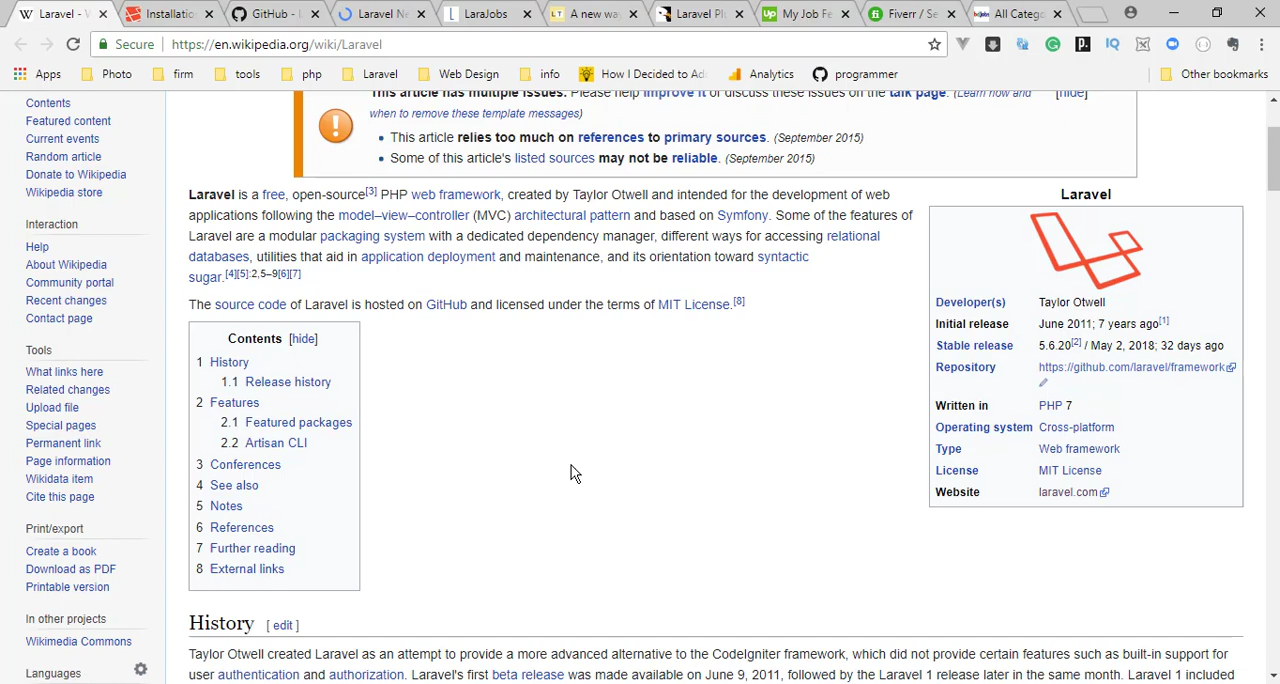 Laravel -
Installatio
GitHub - l
Laravel Ne
LaraJobs
A new wa
Laravel Plu
My Job Fe
Fiverr / Se
All Catego
Secure https://en.wikipedia.org/wiki/Laravel
Apps Photo firm tools php Laravel Web Design info How I Decided to Ad Analytics programmer Other bookmarks
Contents
Featured content
Current events
Random article
Donate to Wikipedia
Wikipedia store
Interaction
Help
About Wikipedia
Community portal
Recent changes
Contact page
Tools
What links here
Related changes
Upload file
Special pages
Permanent link
Page information
Wikidata item
Cite this page
Print/export
Create a book
Download as PDF
Printable version
In other projects
Wikimedia Commons
Languages
This article has multiple issues. Please help improve it or discuss these issues on the talk page. (Learn how and [hide]
when to remove these template messages)
• This article relies too much on references to primary sources. (September 2015)
• Some of this article's listed sources may not be reliable. (September 2015)
Laravel is a free, open-source[3] PHP web framework, created by Taylor Otwell and intended for the development of web
applications following the model–view–controller (MVC) architectural pattern and based on Symfony. Some of the features of
Laravel are a modular packaging system with a dedicated dependency manager, different ways for accessing relational
databases, utilities that aid in application deployment and maintenance, and its orientation toward syntactic
sugar.[4][5]:2,5–9[6][7]
The source code of Laravel is hosted on GitHub and licensed under the terms of MIT License.[8]
Contents [hide]
1 History
1.1 Release history
2 Features
2.1 Featured packages
2.2 Artisan CLI
3 Conferences
4 See also
5 Notes
6 References
7 Further reading
8 External links
Laravel
Developer(s) Taylor Otwell
Initial release June 2011; 7 years ago[1]
Stable release 5.6.20[2] / May 2, 2018; 32 days ago
Repository https://github.com/laravel/framework
Written in PHP 7
Operating system Cross-platform
Type Web framework
License MIT License
Website laravel.com
History [ edit ]
Taylor Otwell created Laravel as an attempt to provide a more advanced alternative to the CodeIgniter framework, which did not provide certain features such as built-in support for
user authentication and authorization. Laravel's first beta release was made available on June 9, 2011, followed by the Laravel 1 release later in the same month. Laravel 1 included